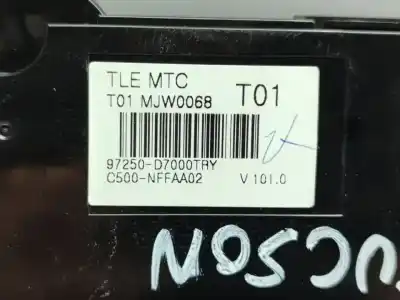 TLE MTC
T01 MJW0068 T01
97250-D7000TRY
C500-NFFAA02 V 101.0
UCSON